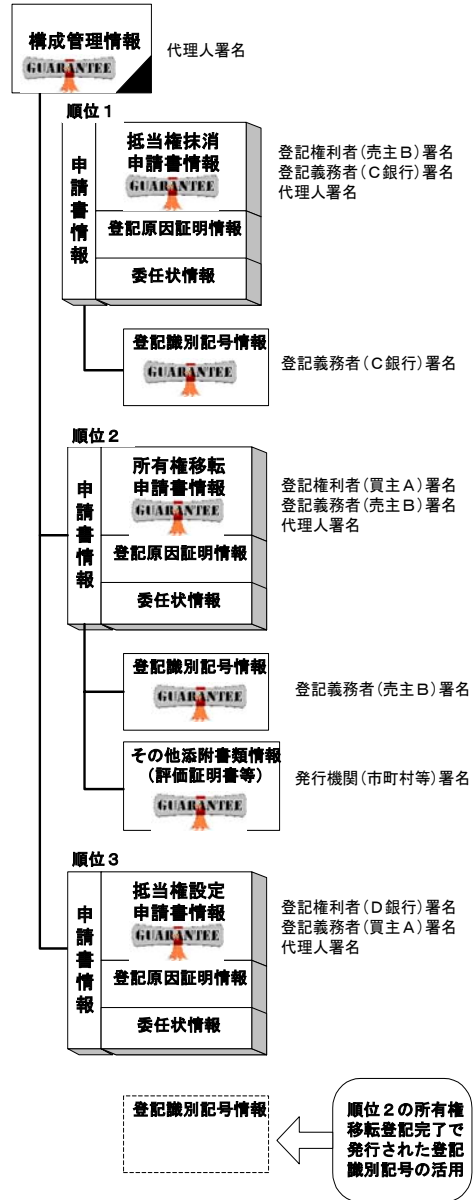 構成管理情報
GUARANTEE
代理人署名
順位1
申請書情報
抵当権抹消
申請書情報
GUARANTEE
登記原因証明情報
委任状情報
登記権利者(売主B)署名
登記義務者(C銀行)署名
代理人署名
登記識別記号情報
GUARANTEE
登記義務者(C銀行)署名
順位2
申請書情報
所有権移転
申請書情報
GUARANTEE
登記原因証明情報
委任状情報
登記権利者(買主A)署名
登記義務者(売主B)署名
代理人署名
登記識別記号情報
GUARANTEE
登記義務者(売主B)署名
その他添附書類情報
(評価証明書等)
GUARANTEE
発行機関(市町村等)署名
順位3
申請書情報
抵当権設定
申請書情報
GUARANTEE
登記原因証明情報
委任状情報
登記権利者(D銀行)署名
登記義務者(買主A)署名
代理人署名
登記識別記号情報
順位2の所有権
移転登記完了で
発行された登記
識別記号の活用